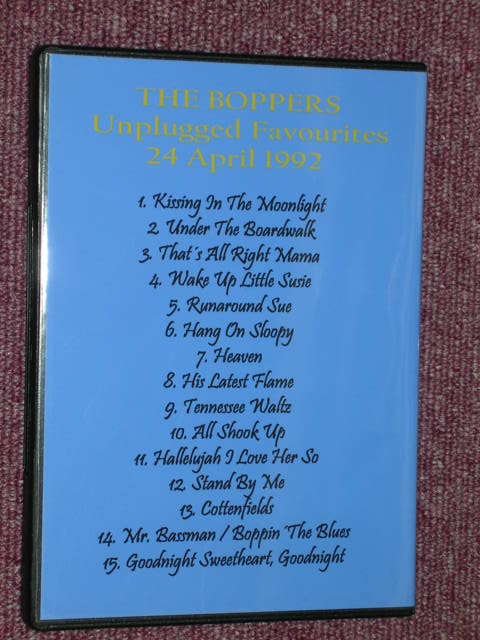 THE BOPPERS
Unplugged Favourites
24 April 1992
1. Kissing In The Moonlight
2. Under The Boardwalk
3. That´s All Right Mama
4. Wake Up Little Susie
5. Runaround Sue
6. Hang On Sloopy
7. Heaven
8. His Latest Flame
9. Tennessee Waltz
10. All Shook Up
11. Hallelujah I Love Her So
12. Stand By Me
13. Cottenfields
14. Mr. Bassman / Boppin´The Blues
15. Goodnight Sweetheart, Goodnight